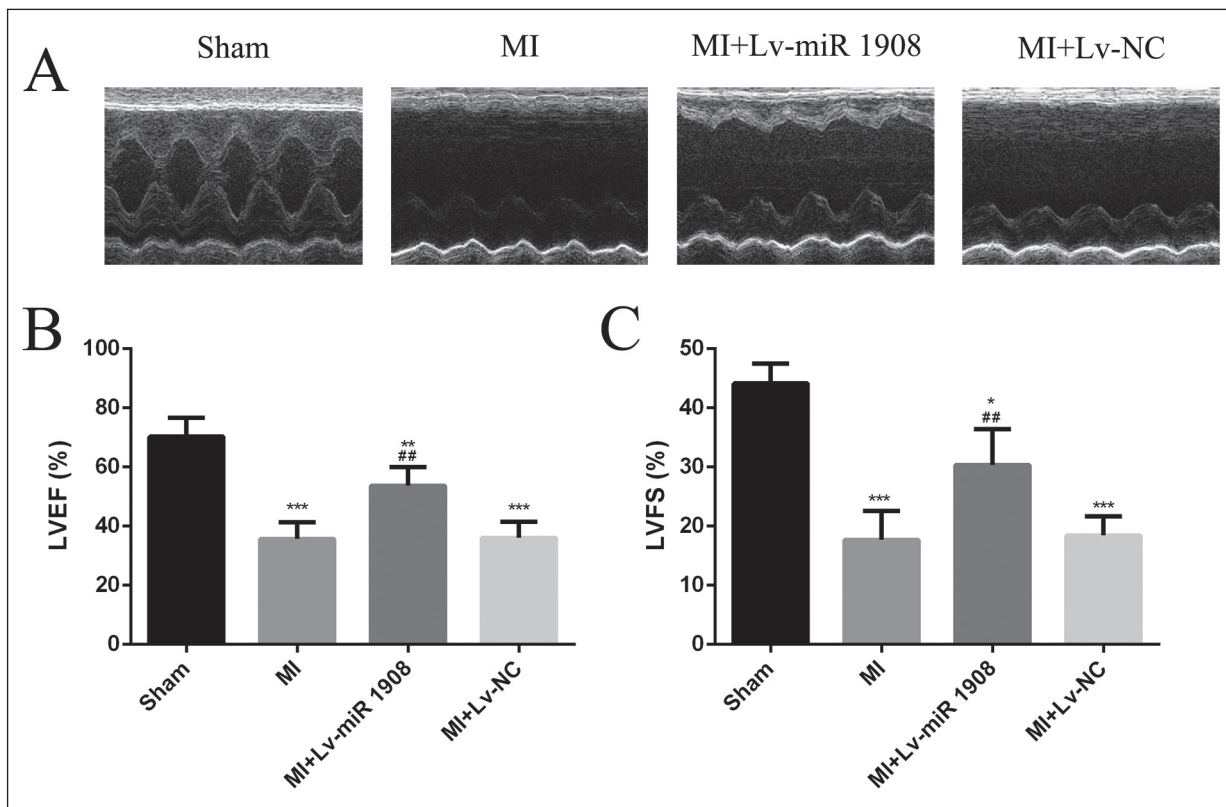 A
Sham
MI
MI+Lv-miR 1908
MI+Lv-NC
B
LVEF (%)
100
80
60
40
20
0
***
**
##
***
Sham
MI
MI+Lv-miR 1908
MI+Lv-NC
C
LVFS (%)
50
40
30
20
10
0
***
*
##
***
Sham
MI
MI+Lv-miR 1908
MI+Lv-NC